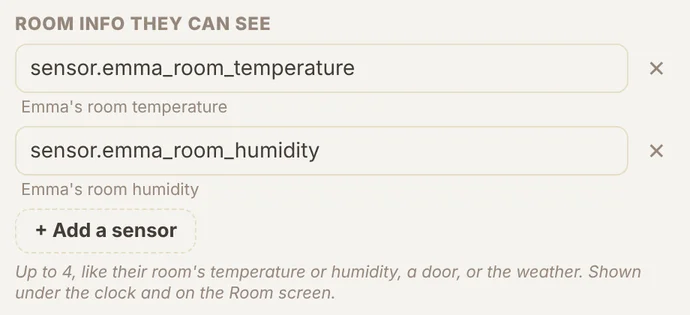 ROOM INFO THEY CAN SEE
sensor.emma_room_temperature ×
Emma's room temperature
sensor.emma_room_humidity ×
Emma's room humidity
+ Add a sensor
Up to 4, like their room's temperature or humidity, a door, or the weather. Shown
under the clock and on the Room screen.